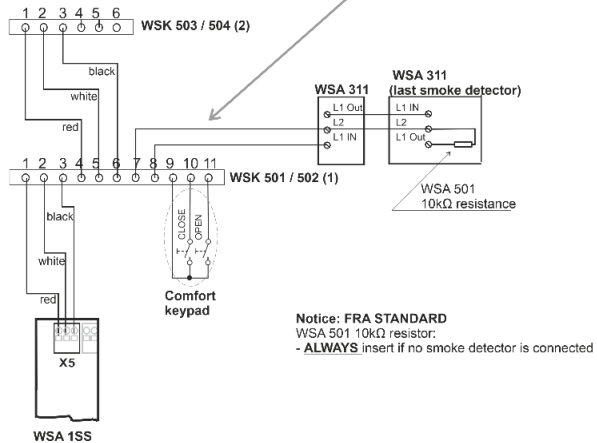 1 2 3 4 5 6
WSK 503 / 504 (2)
black
white
red
WSA 311
L1 Out
L2
L1 IN
WSA 311
(last smoke detector)
L1 IN
L2
L1 Out
1 2 3 4 5 6 7 8 9 10 11
WSK 501 / 502 (1)
WSA 501
10kΩ resistance
black
white
red
CLOSE
OPEN
Comfort
keypad
X5
WSA 1SS
Notice: FRA STANDARD
WSA 501 10kΩ resistor:
- ALWAYS insert if no smoke detector is connected